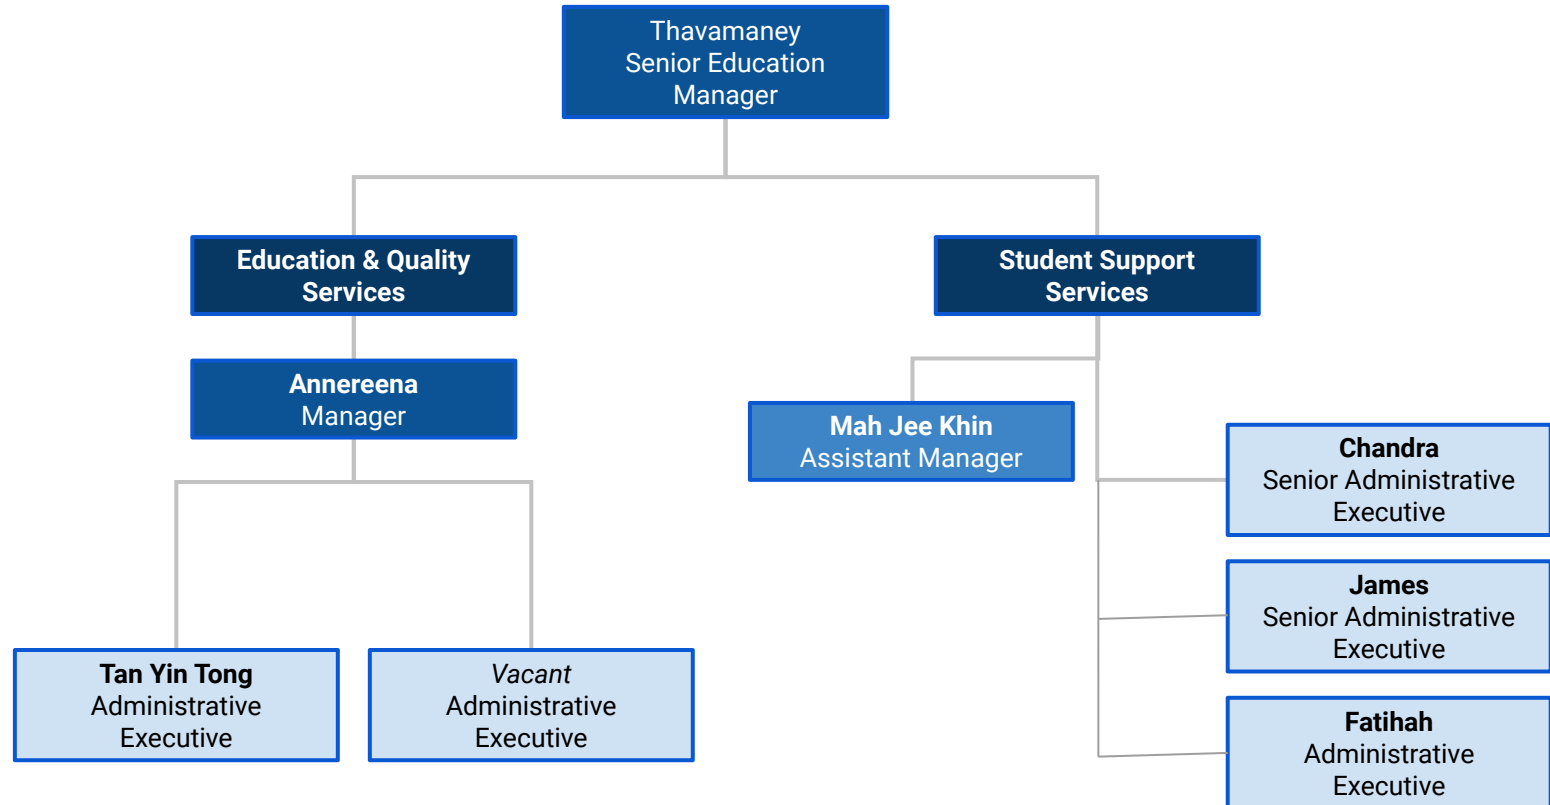 Thavamaney
Senior Education
Manager
Education & Quality
Services
Student Support
Services
Annereena
Manager
Mah Jee Khin
Assistant Manager
Chandra
Senior Administrative
Executive
James
Senior Administrative
Executive
Tan Yin Tong
Administrative
Executive
Vacant
Administrative
Executive
Fatihah
Administrative
Executive